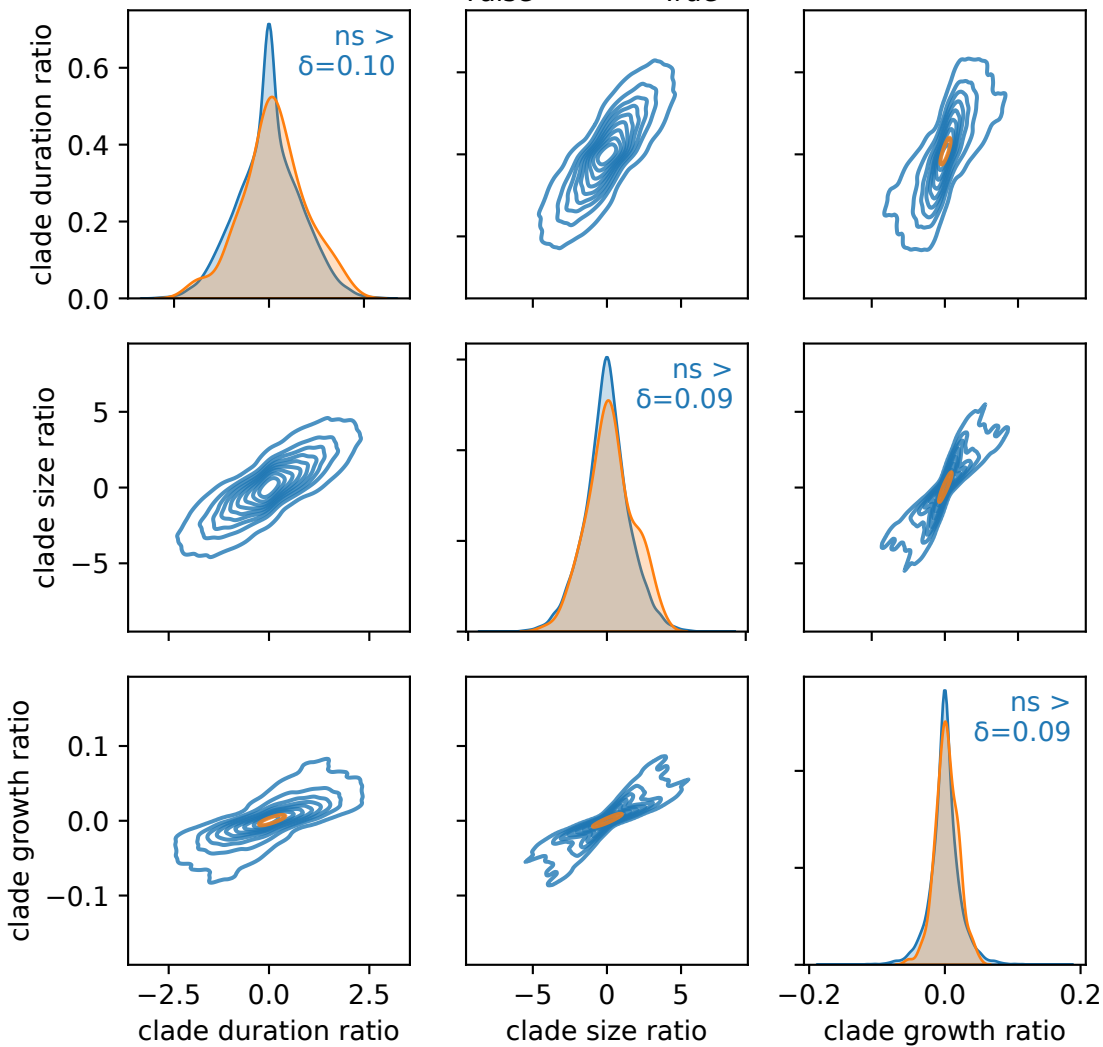 ns >
δ=0.10
clade duration ratio
0.6
0.4
0.2
0.0
ns >
δ=0.09
clade size ratio
5
0
−5
ns >
δ=0.09
clade growth ratio
0.1
0.0
−0.1
−2.5 0.0 2.5 −5 0 5 −0.2 0.0 0.2
clade duration ratio clade size ratio clade growth ratio